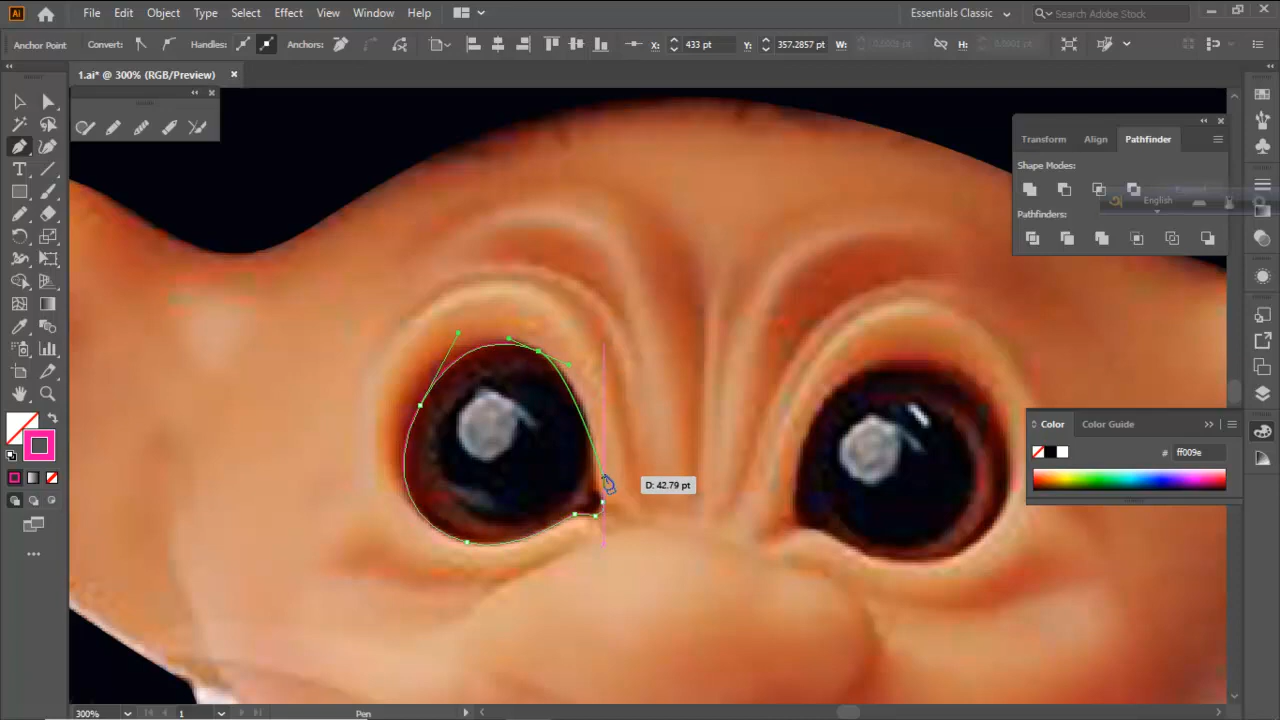 Ai File Edit Object Type Select Effect View Window Help Essentials Classic Search Adobe Stock
Anchor Point Convert: Handles: Anchors: X: 433 pt Y: 357.2857 pt W: H:
1.ai* @ 300% (RGB/Preview)
Transform Align Pathfinder
Shape Modes:
English
Pathfinders:
Color Color Guide
# ff009e
D: 42.79 pt
300% 1 Pen